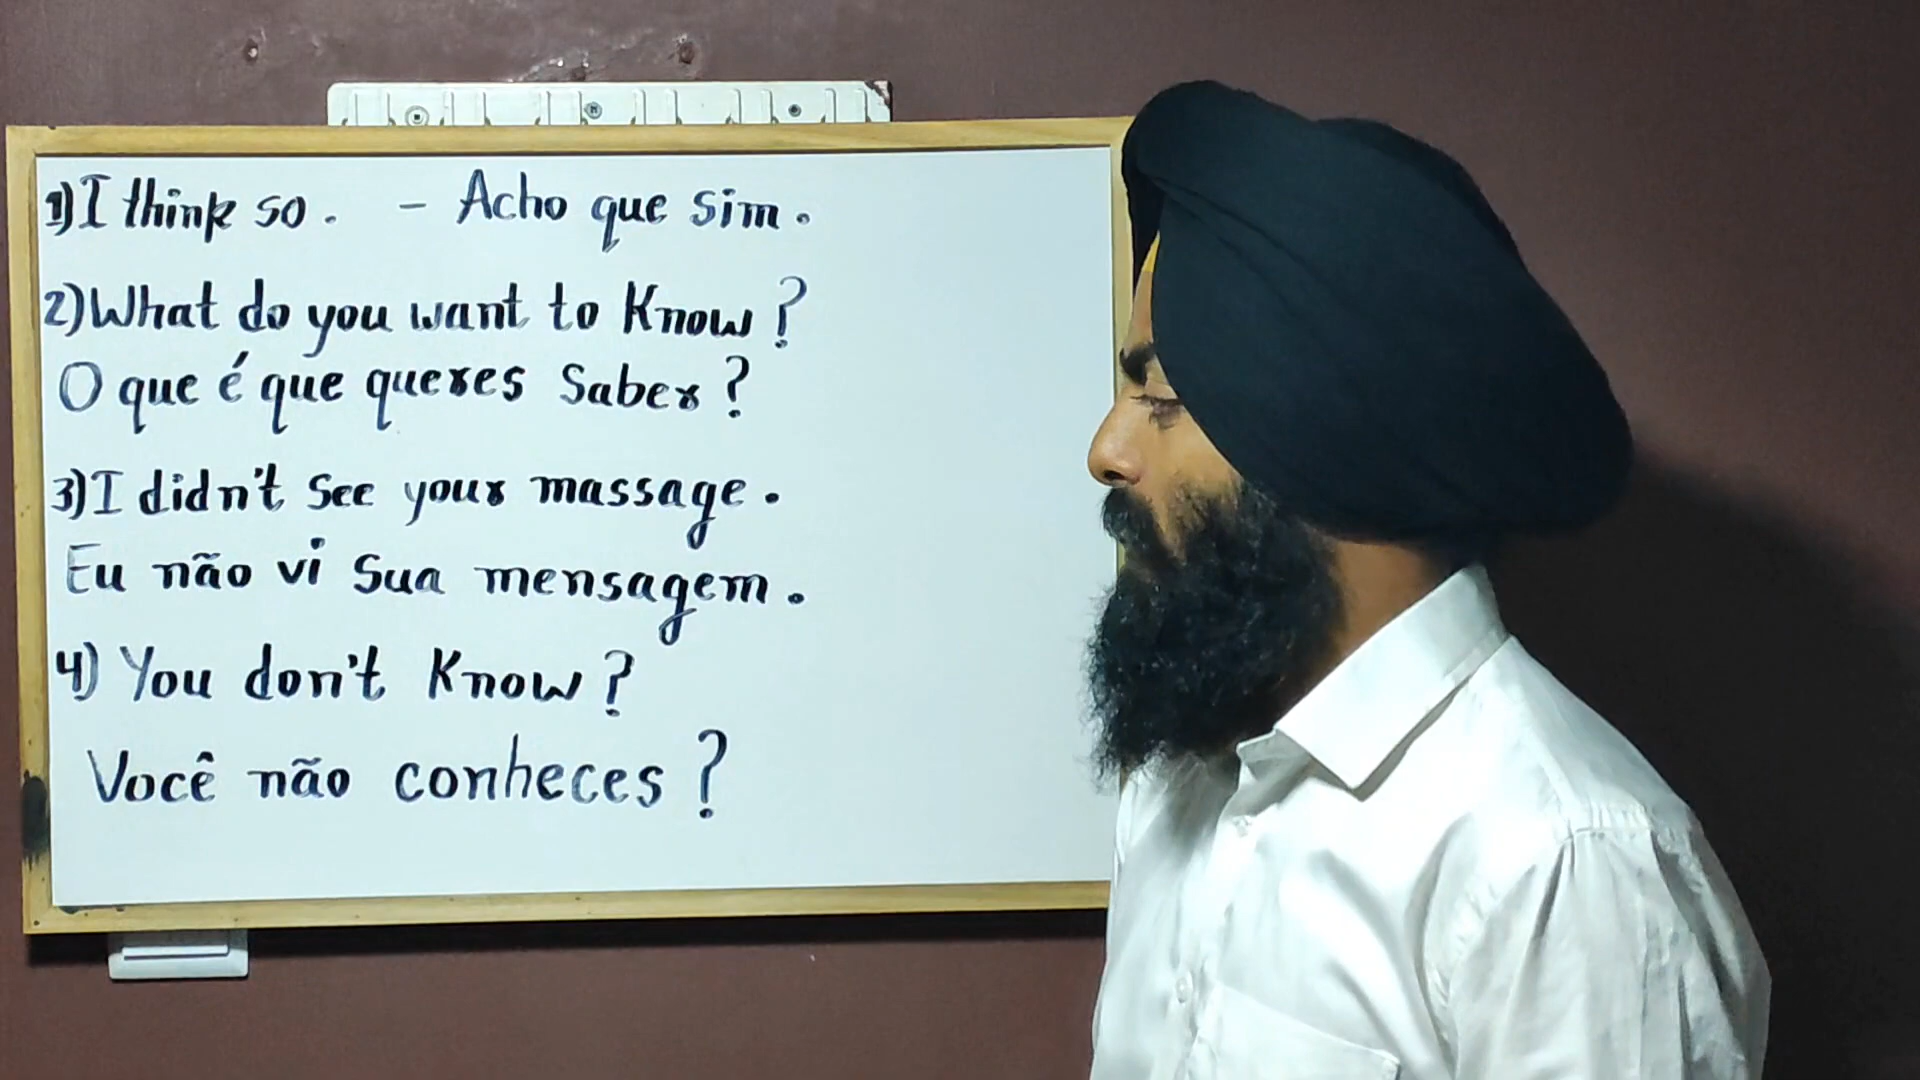 1) I think so. - Acho que sim.
2) What do you want to Know?
O que é que queres Saber?
3) I didn't See your massage.
Eu não vi Sua mensagem.
4) You don't Know?
Você não conheces?